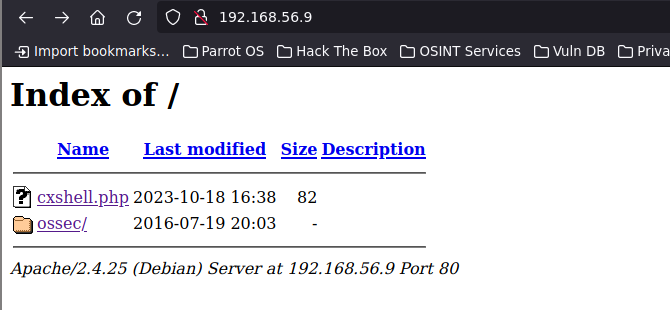 192.168.56.9
Import bookmarks... Parrot OS Hack The Box OSINT Services Vuln DB Priva
Index of /
Name Last modified Size Description
cxshell.php 2023-10-18 16:38 82
ossec/ 2016-07-19 20:03 -
Apache/2.4.25 (Debian) Server at 192.168.56.9 Port 80